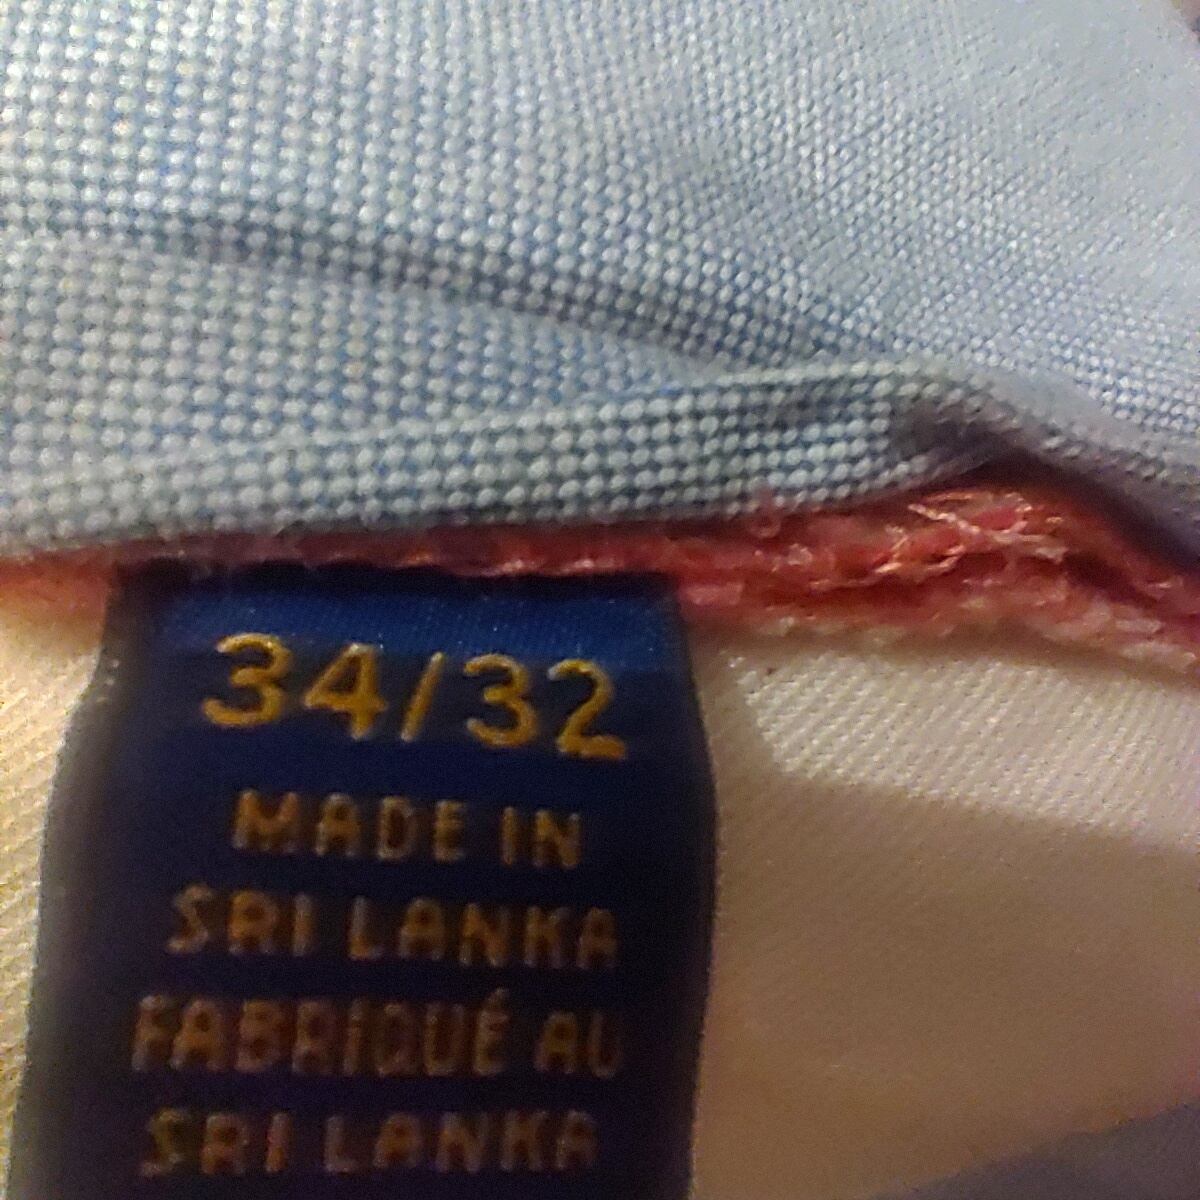 34/32
MADE IN
SRI LANKA
FABRIQUÉ AU
SRI LANKA